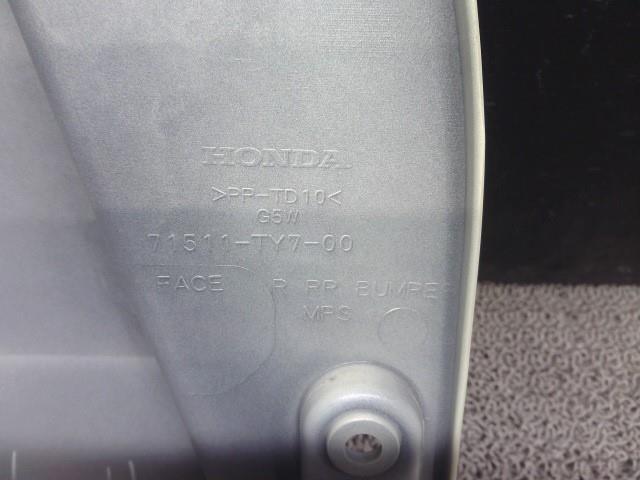 HONDA
>PP-TD10<
G5W
71511-TY7-00
FACE R RR BUMPER
MPS